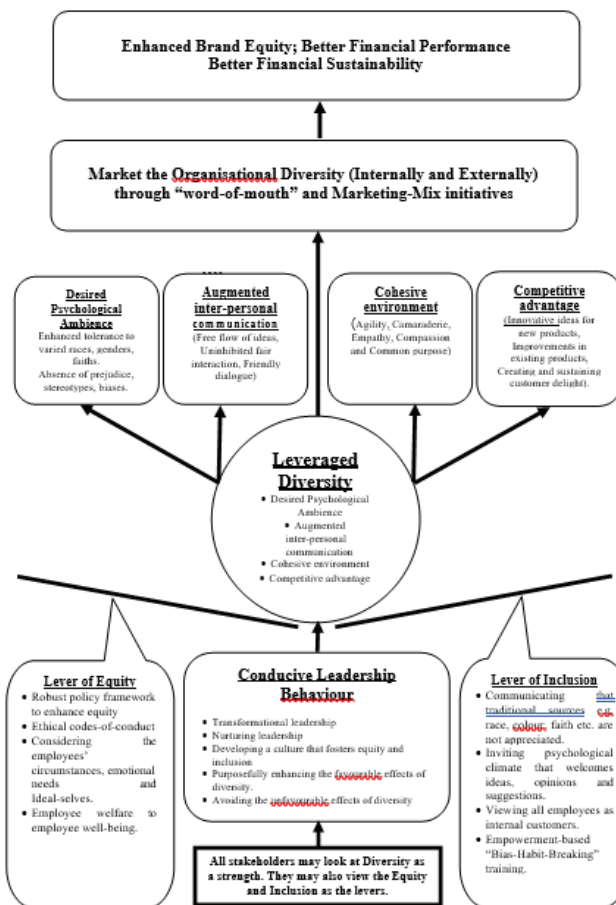 Enhanced Brand Equity; Better Financial Performance
Better Financial Sustainability
Market the Organisational Diversity (Internally and Externally)
through “word-of-mouth” and Marketing-Mix initiatives
Desired
Psychological
Ambience
Enhanced tolerance to
varied races, genders,
faiths.
Absence of prejudice,
stereotypes, biases.
Augmented
inter-personal
communication
(Free flow of ideas,
Uninhibited fair
interaction, Friendly
dialogue)
Cohesive
environment
(Agility, Camaraderie,
Empathy, Compassion
and Common purpose)
Competitive
advantage
(Innovative ideas for
new products,
Improvements in
existing products,
Creating and sustaining
customer delight).
Leveraged
Diversity
• Desired Psychological
Ambience
• Augmented
inter-personal
communication
• Cohesive environment
• Competitive advantage
Lever of Equity
• Robust policy framework
to enhance equity
• Ethical codes-of-conduct
• Considering the
employees’
circumstances, emotional
needs and
Ideal-selves.
• Employee welfare to
employee well-being.
Conducive Leadership
Behaviour
• Transformational leadership
• Nurturing leadership
• Developing a culture that fosters equity and
inclusion
• Purposefully enhancing the favourable effects of
diversity.
• Avoiding the unfavourable effects of diversity
Lever of Inclusion
• Communicating that
traditional sources e.g.
race, colour, faith etc. are
not appreciated.
• Inviting psychological
climate that welcomes
ideas, opinions and
suggestions.
• Viewing all employees as
internal customers.
• Empowerment-based
“Bias-Habit-Breaking”
training.
All stakeholders may look at Diversity as
a strength. They may also view the Equity
and Inclusion as the levers.